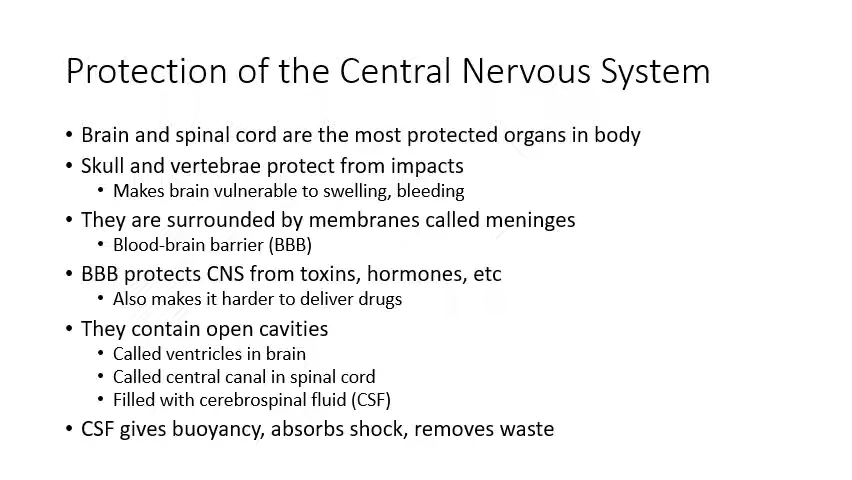 Protection of the Central Nervous System
• Brain and spinal cord are the most protected organs in body
• Skull and vertebrae protect from impacts
• Makes brain vulnerable to swelling, bleeding
• They are surrounded by membranes called meninges
• Blood-brain barrier (BBB)
• BBB protects CNS from toxins, hormones, etc
• Also makes it harder to deliver drugs
• They contain open cavities
• Called ventricles in brain
• Called central canal in spinal cord
• Filled with cerebrospinal fluid (CSF)
• CSF gives buoyancy, absorbs shock, removes waste